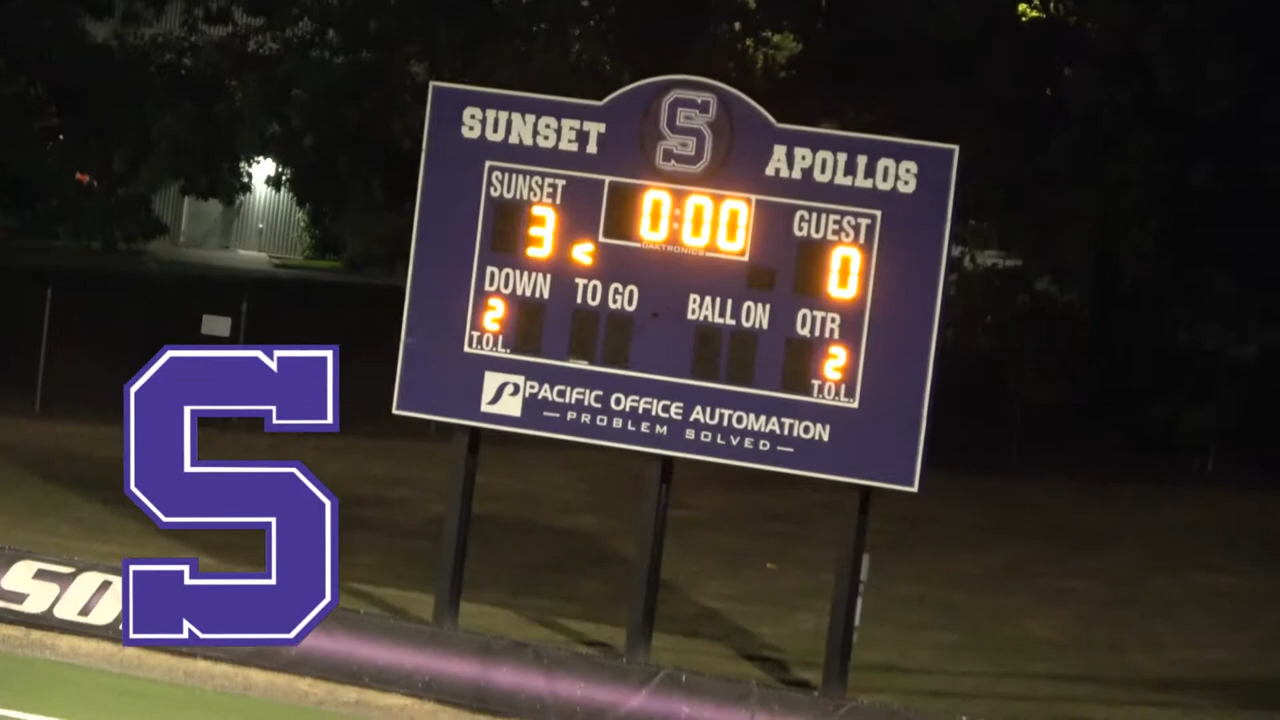 S
SUNSET
APOLLOS
SUNSET
0:00
GUEST
3 <
0
DAKTRONICS
DOWN TO GO BALL ON QTR
2
2
T.O.L.
T.O.L.
PACIFIC OFFICE AUTOMATION
— PROBLEM SOLVED —
S